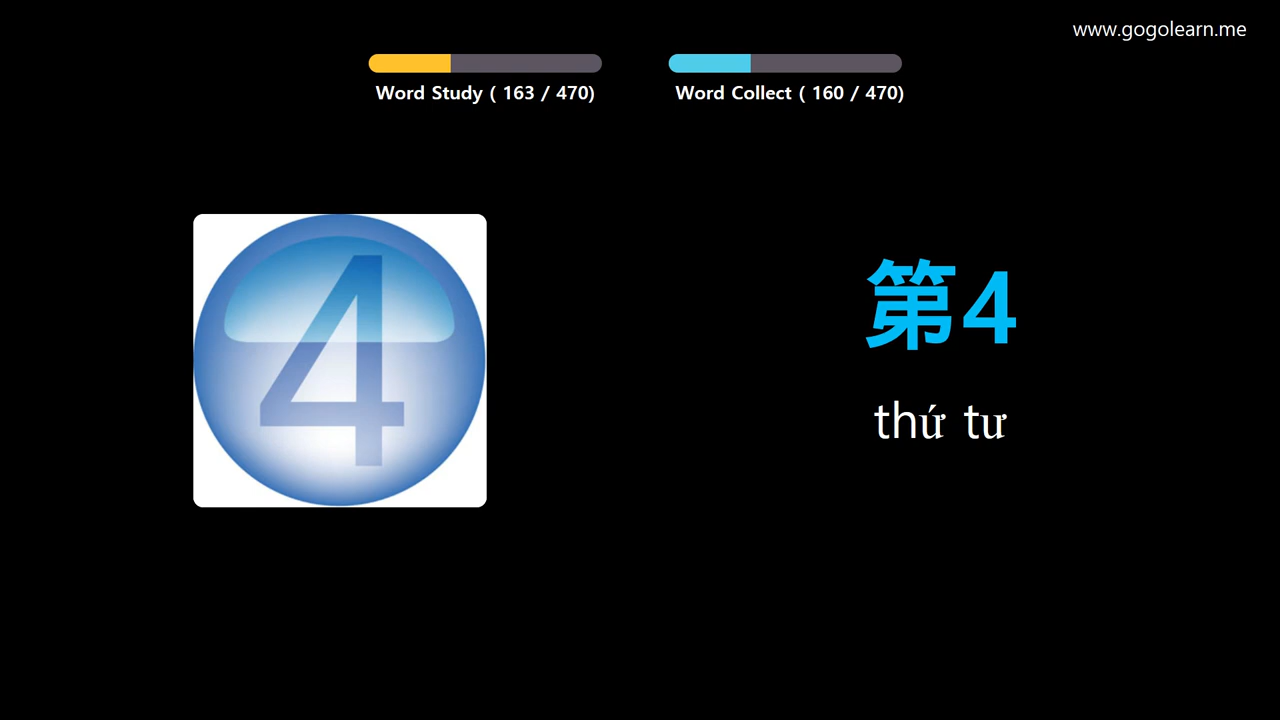 www.gogolearn.me
Word Study ( 163 / 470)
Word Collect ( 160 / 470)
4
第4
thứ tư